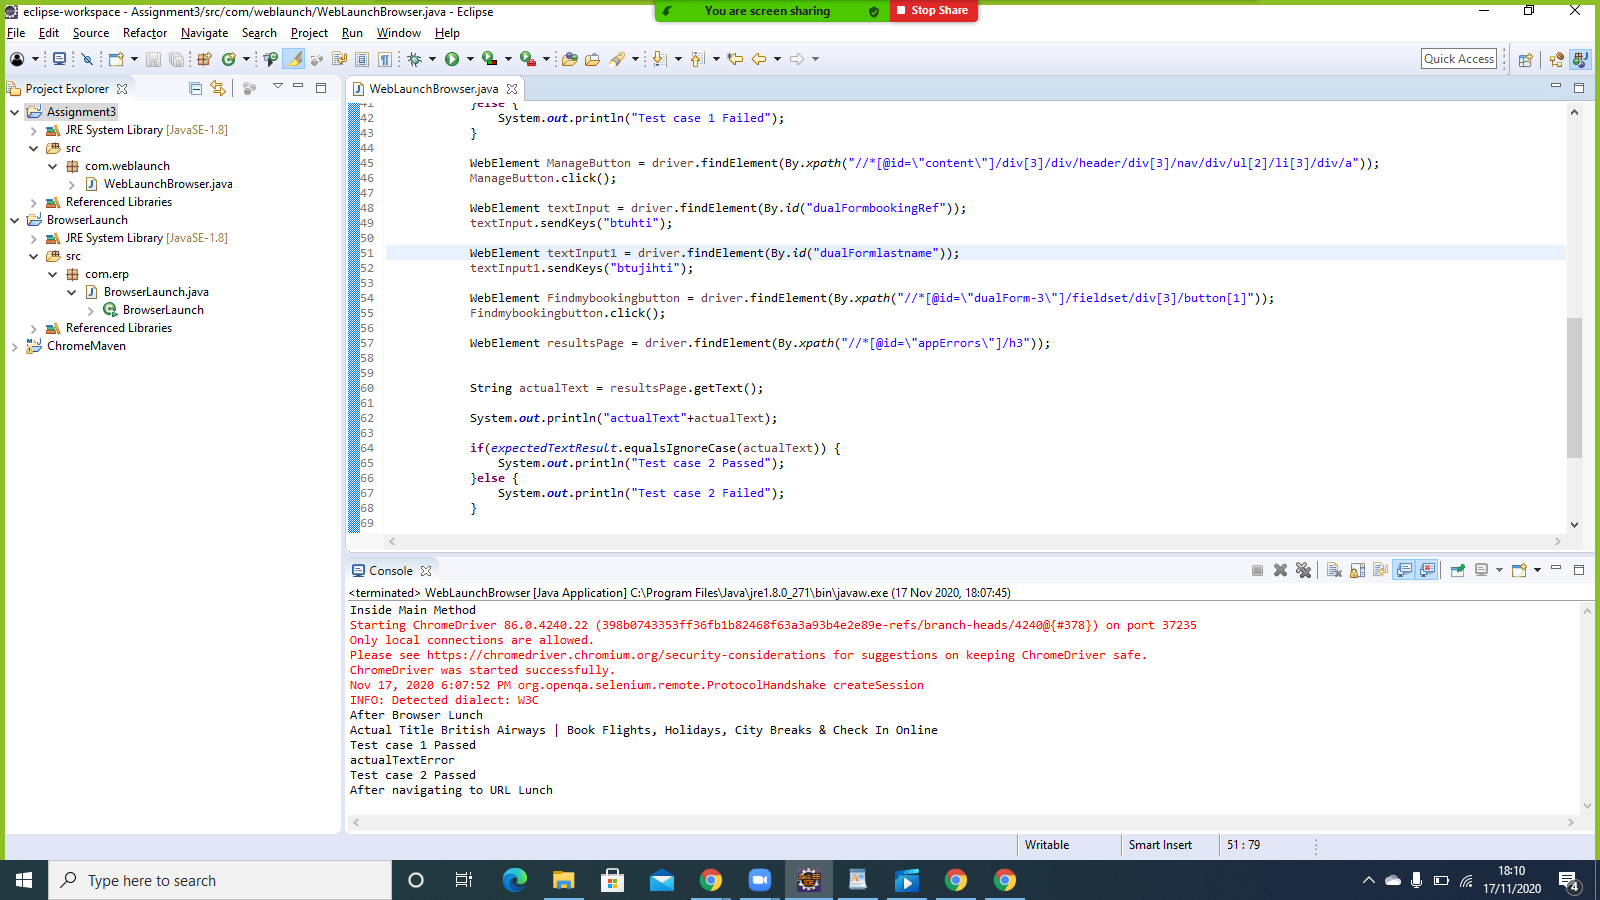 eclipse-workspace - Assignment3/src/com/weblaunch/WebLaunchBrowser.java - Eclipse
You are screen sharing
Stop Share
File Edit Source Refactor Navigate Search Project Run Window Help
Quick Access
Project Explorer
Assignment3
JRE System Library [JavaSE-1.8]
src
com.weblaunch
WebLaunchBrowser.java
Referenced Libraries
BrowserLaunch
JRE System Library [JavaSE-1.8]
src
com.erp
BrowserLaunch.java
BrowserLaunch
Referenced Libraries
ChromeMaven
WebLaunchBrowser.java
41 }else {
42 System.out.println("Test case 1 Failed");
43 }
44
45 WebElement ManageButton = driver.findElement(By.xpath("//*[@id=\"content\"]/div[3]/div/header/div[3]/nav/div/ul[2]/li[3]/div/a"));
46 ManageButton.click();
47
48 WebElement textInput = driver.findElement(By.id("dualFormbookingRef"));
49 textInput.sendKeys("btuhti");
50
51 WebElement textInput1 = driver.findElement(By.id("dualFormlastname"));
52 textInput1.sendKeys("btujihti");
53
54 WebElement Findmybookingbutton = driver.findElement(By.xpath("//*[@id=\"dualForm-3\"]/fieldset/div[3]/button[1]"));
55 Findmybookingbutton.click();
56
57 WebElement resultsPage = driver.findElement(By.xpath("//*[@id=\"appErrors\"]/h3"));
58
59
60 String actualText = resultsPage.getText();
61
62 System.out.println("actualText"+actualText);
63
64 if(expectedTextResult.equalsIgnoreCase(actualText)) {
65 System.out.println("Test case 2 Passed");
66 }else {
67 System.out.println("Test case 2 Failed");
68 }
69
Console
<terminated> WebLaunchBrowser [Java Application] C:\Program Files\Java\jre1.8.0_271\bin\javaw.exe (17 Nov 2020, 18:07:45)
Inside Main Method
Starting ChromeDriver 86.0.4240.22 (398b0743353ff36fb1b82468f63a3a93b4e2e89e-refs/branch-heads/4240@{#378}) on port 37235
Only local connections are allowed.
Please see https://chromedriver.chromium.org/security-considerations for suggestions on keeping ChromeDriver safe.
ChromeDriver was started successfully.
Nov 17, 2020 6:07:52 PM org.openqa.selenium.remote.ProtocolHandshake createSession
INFO: Detected dialect: W3C
After Browser Lunch
Actual Title British Airways | Book Flights, Holidays, City Breaks & Check In Online
Test case 1 Passed
actualTextError
Test case 2 Passed
After navigating to URL Lunch
Writable
Smart Insert
51 : 79
Type here to search
18:10
17/11/2020
4